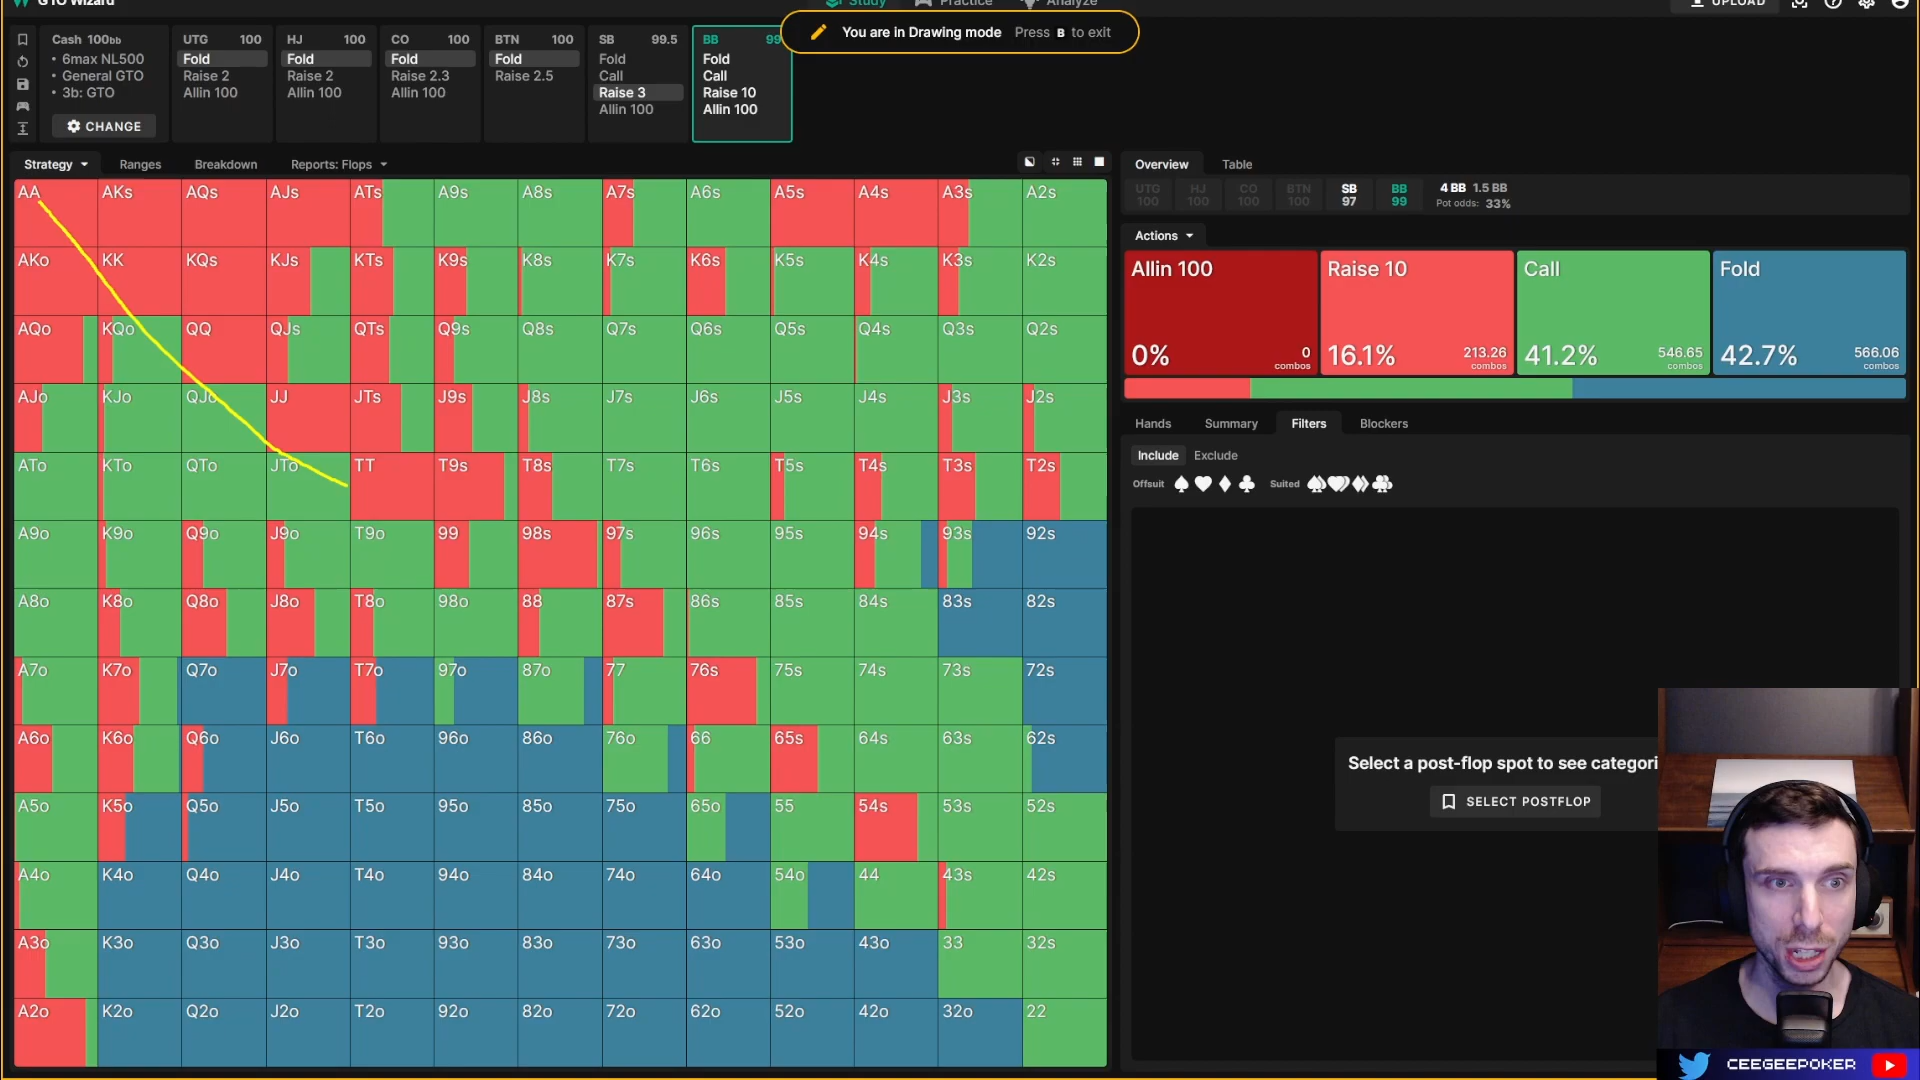 GTO Wizard
Study
Practice
Analyze
UPLOAD
You are in Drawing mode Press B to exit
Cash 100bb
• 6max NL500
• General GTO
• 3b: GTO
CHANGE
UTG 100
Fold
Raise 2
Allin 100
HJ 100
Fold
Raise 2
Allin 100
CO 100
Fold
Raise 2.3
Allin 100
BTN 100
Fold
Raise 2.5
SB 99.5
Fold
Call
Raise 3
Allin 100
BB 99
Fold
Call
Raise 10
Allin 100
Strategy Ranges Breakdown Reports: Flops
AA AKs AQs AJs ATs A9s A8s A7s A6s A5s A4s A3s A2s
AKo KK KQs KJs KTs K9s K8s K7s K6s K5s K4s K3s K2s
AQo KQo QQ QJs QTs Q9s Q8s Q7s Q6s Q5s Q4s Q3s Q2s
AJo KJo QJo JJ JTs J9s J8s J7s J6s J5s J4s J3s J2s
ATo KTo QTo JTo TT T9s T8s T7s T6s T5s T4s T3s T2s
A9o K9o Q9o J9o T9o 99 98s 97s 96s 95s 94s 93s 92s
A8o K8o Q8o J8o T8o 98o 88 87s 86s 85s 84s 83s 82s
A7o K7o Q7o J7o T7o 97o 87o 77 76s 75s 74s 73s 72s
A6o K6o Q6o J6o T6o 96o 86o 76o 66 65s 64s 63s 62s
A5o K5o Q5o J5o T5o 95o 85o 75o 65o 55 54s 53s 52s
A4o K4o Q4o J4o T4o 94o 84o 74o 64o 54o 44 43s 42s
A3o K3o Q3o J3o T3o 93o 83o 73o 63o 53o 43o 33 32s
A2o K2o Q2o J2o T2o 92o 82o 72o 62o 52o 42o 32o 22
Overview Table
UTG HJ CO BTN SB BB 4 BB 1.5 BB
100 100 100 100 97 99 Pot odds: 33%
Actions
Allin 100 Raise 10 Call Fold
0% 0 combos 16.1% 213.26 combos 41.2% 546.65 combos 42.7% 566.06 combos
Hands Summary Filters Blockers
Include Exclude
Offsuit Suited
Select a post-flop spot to see categori
SELECT POSTFLOP
CEEGEEPOKER